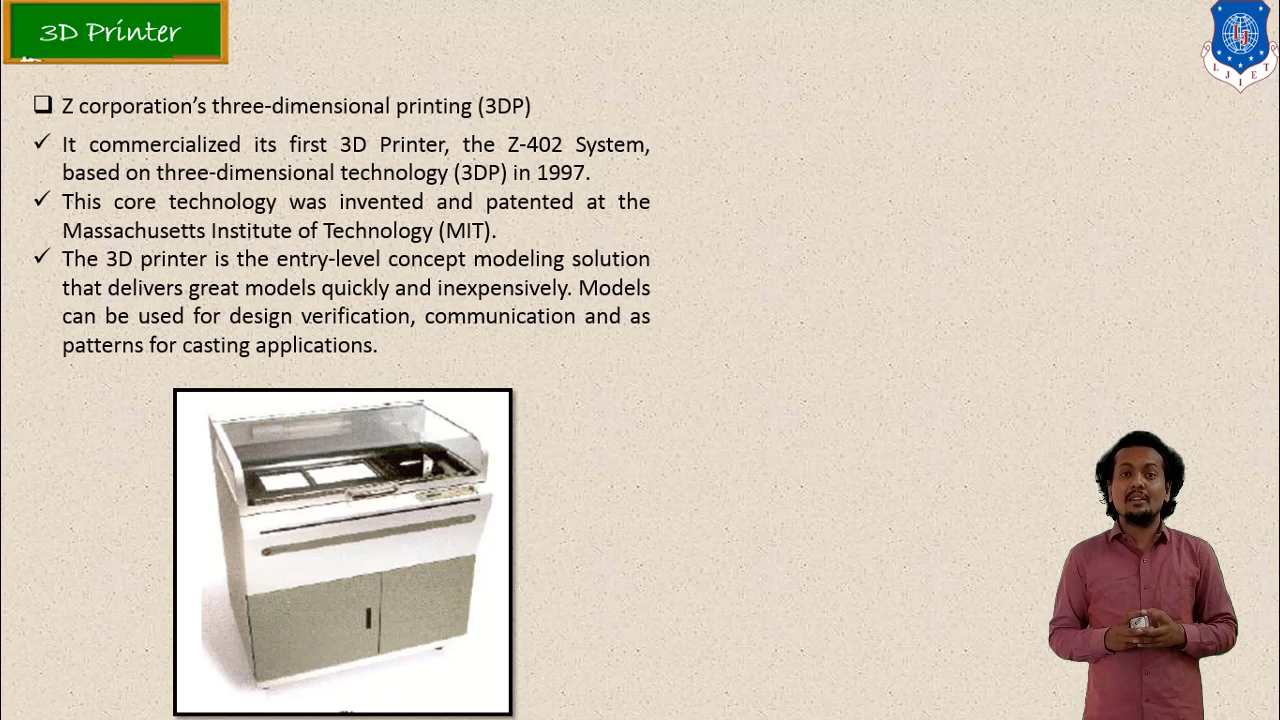 3D Printer
❑ Z corporation’s three-dimensional printing (3DP)
✓ It commercialized its first 3D Printer, the Z-402 System,
based on three-dimensional technology (3DP) in 1997.
✓ This core technology was invented and patented at the
Massachusetts Institute of Technology (MIT).
✓ The 3D printer is the entry-level concept modeling solution
that delivers great models quickly and inexpensively. Models
can be used for design verification, communication and as
patterns for casting applications.
LJIET